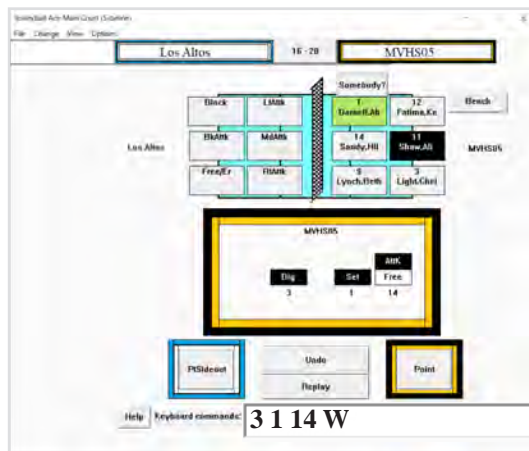 File Change View Options
Los Altos 16 - 20 MVHS05
Somebody?
Block LfAttk 1 12 Bench
Darnell,Ab Fatima,Ke
Los Altos BkAttk MdAttk 14 11 MVHS05
Sandy,Hil Shaw,Ali
Free/Er RtAttk 9 3
Lynch,Beth Light,Chel
MVHS05
AttK
Dig Set Free
3 1 14
PtSideout Undo Point
Replay
Help Keyboard commands: 3 1 14 W